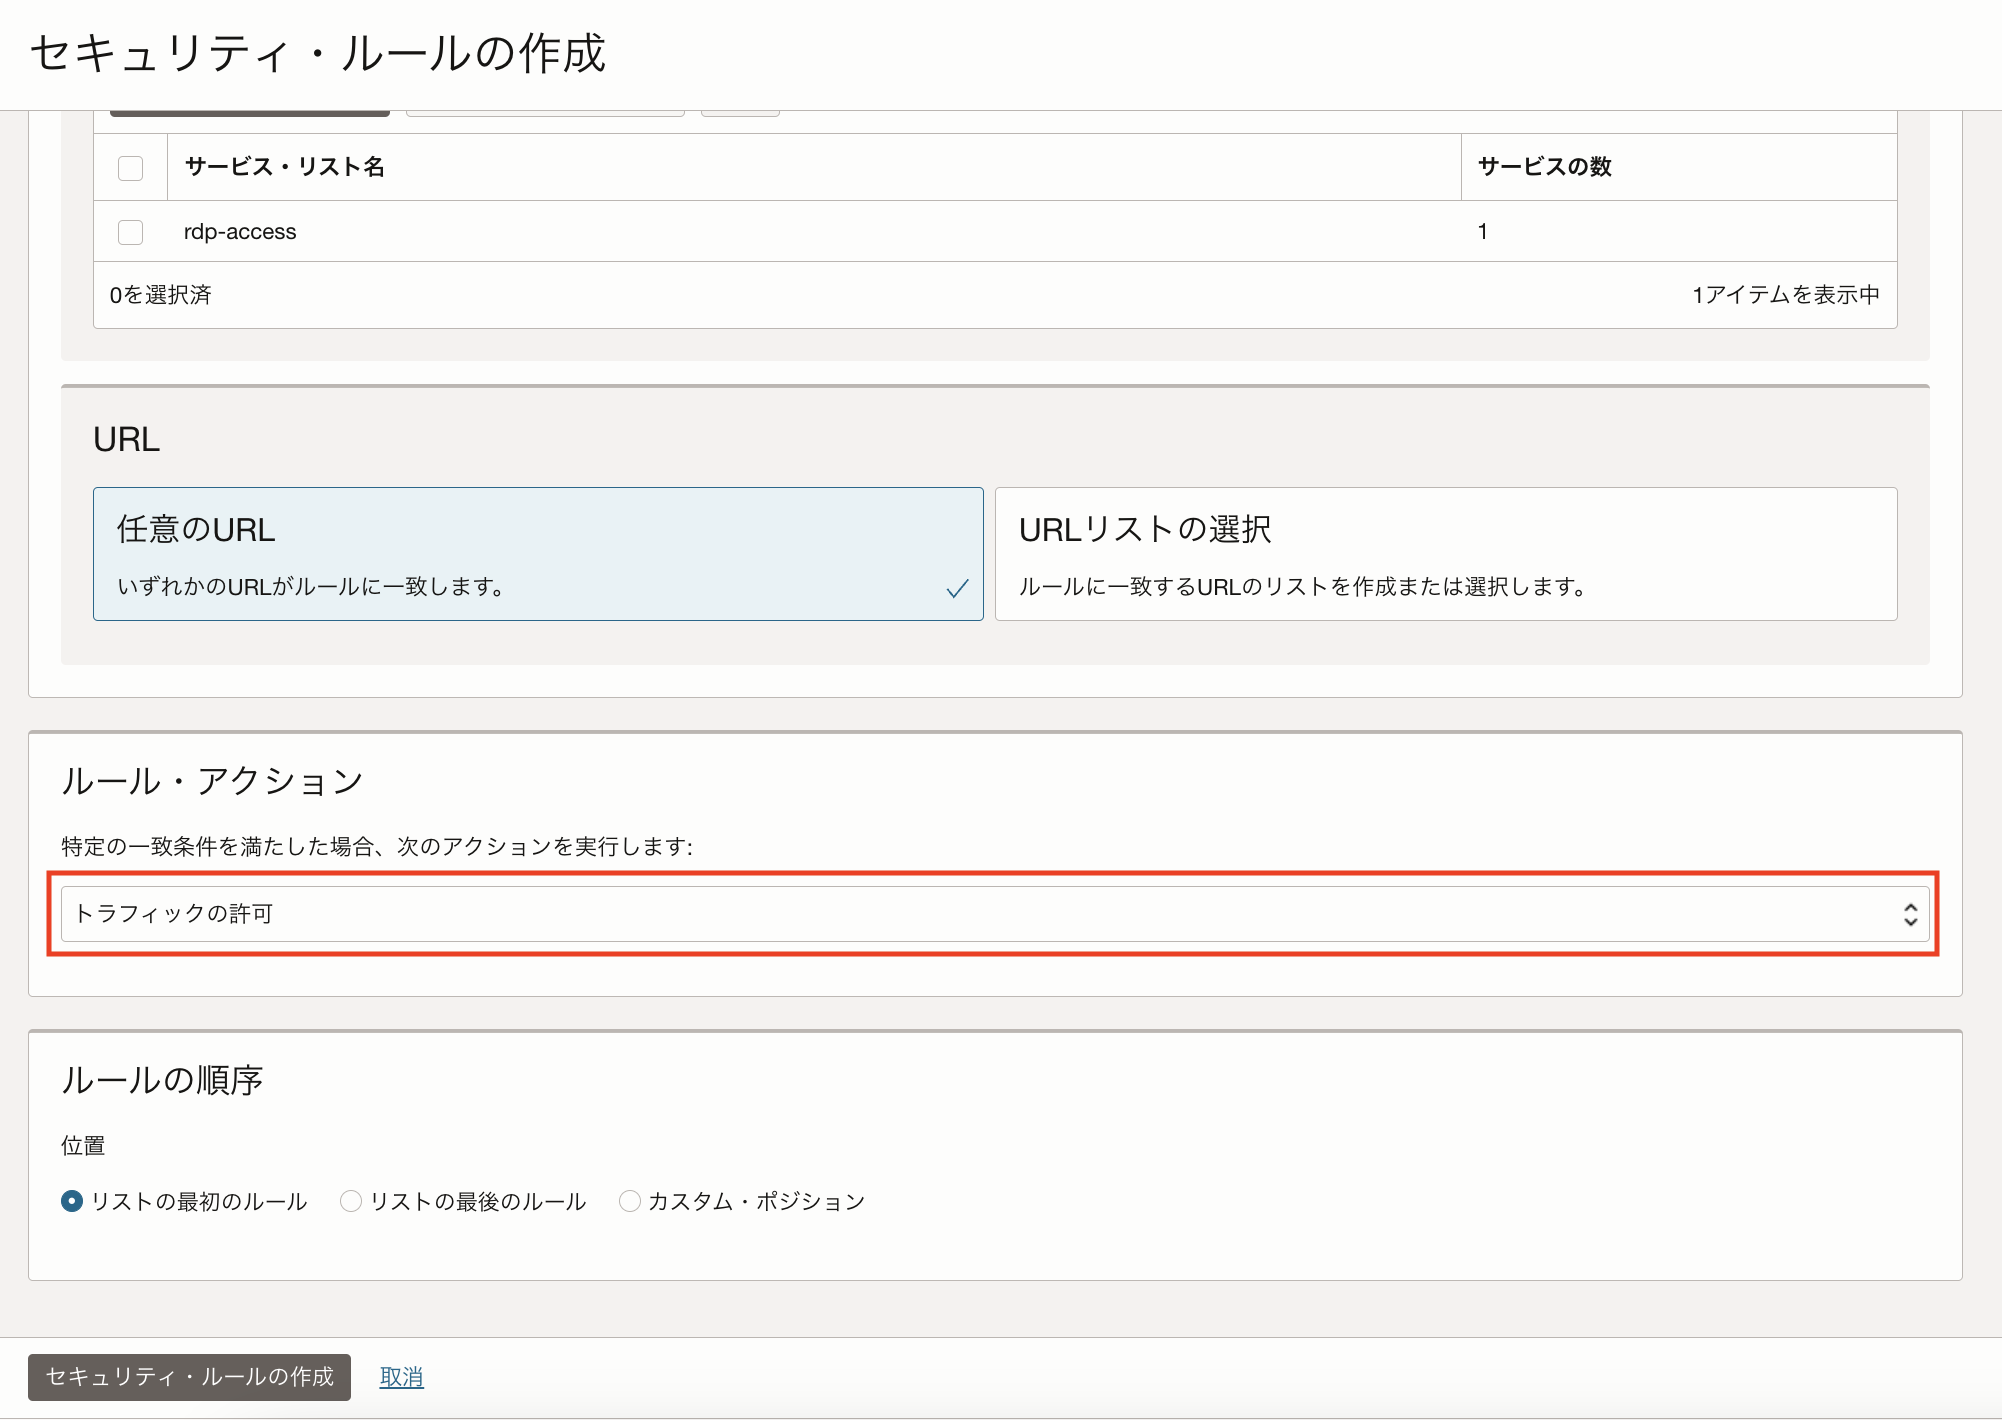 セキュリティ・ルールの作成
サービス・リスト名 サービスの数
rdp-access 1
0を選択済 1アイテムを表示中
URL
任意のURL
いずれかのURLがルールに一致します。
URLリストの選択
ルールに一致するURLのリストを作成または選択します。
ルール・アクション
特定の一致条件を満たした場合、次のアクションを実行します:
トラフィックの許可
ルールの順序
位置
リストの最初のルール リストの最後のルール カスタム・ポジション
セキュリティ・ルールの作成 取消